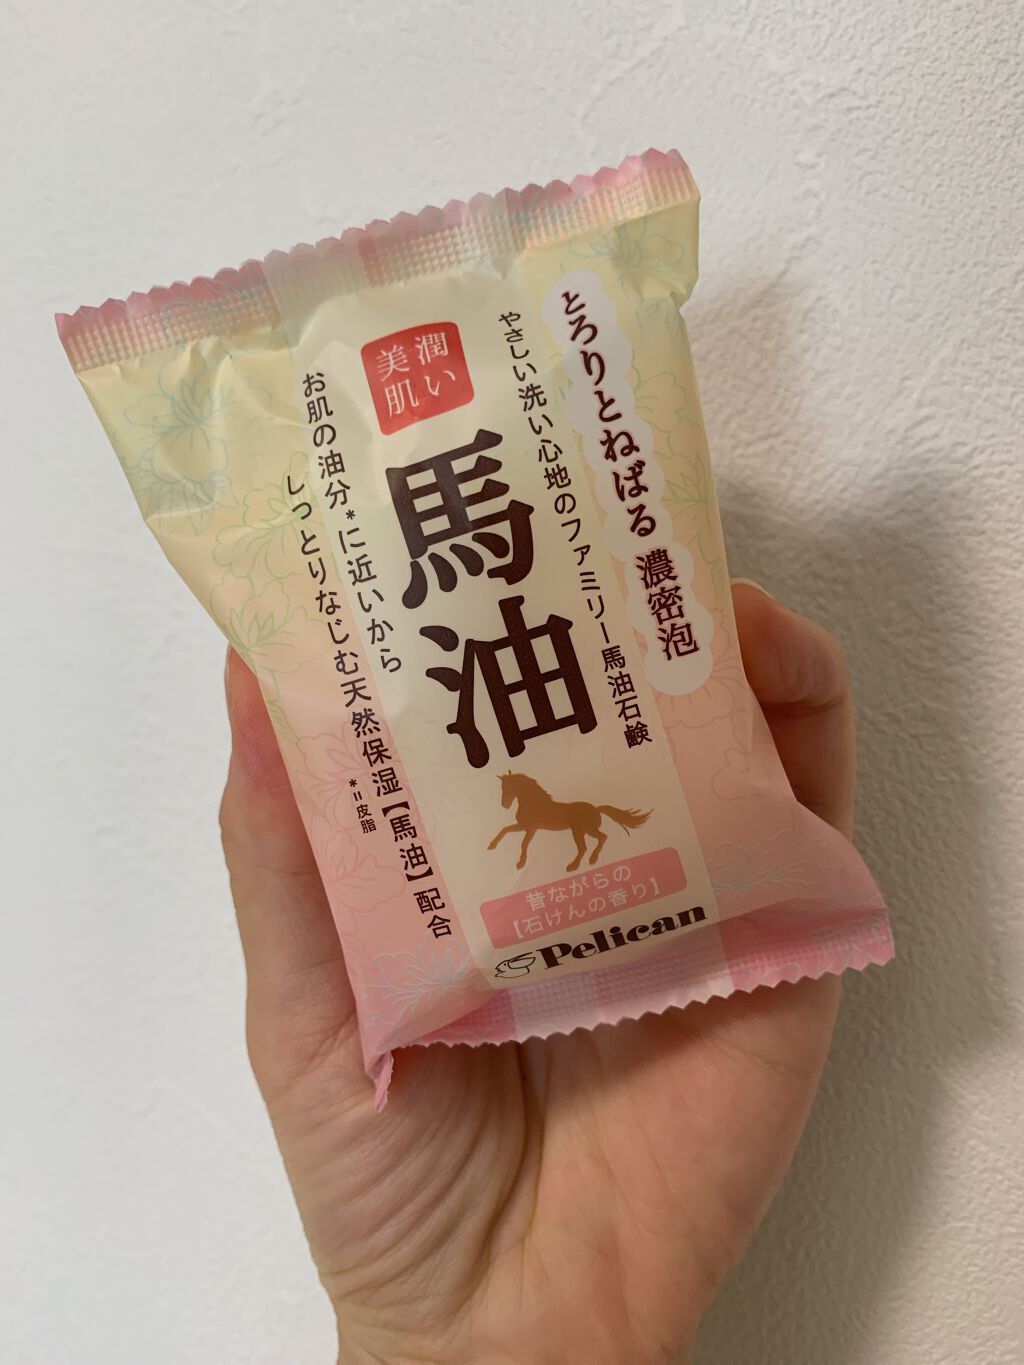 とろりとねばる 濃密泡
やさしい洗い心地のファミリー馬油石鹸
潤い
美肌
馬油
お肌の油分*に近いから
しっとりなじむ天然保湿【馬油】配合
*=皮脂
昔ながらの
【石けんの香り】
Pelican